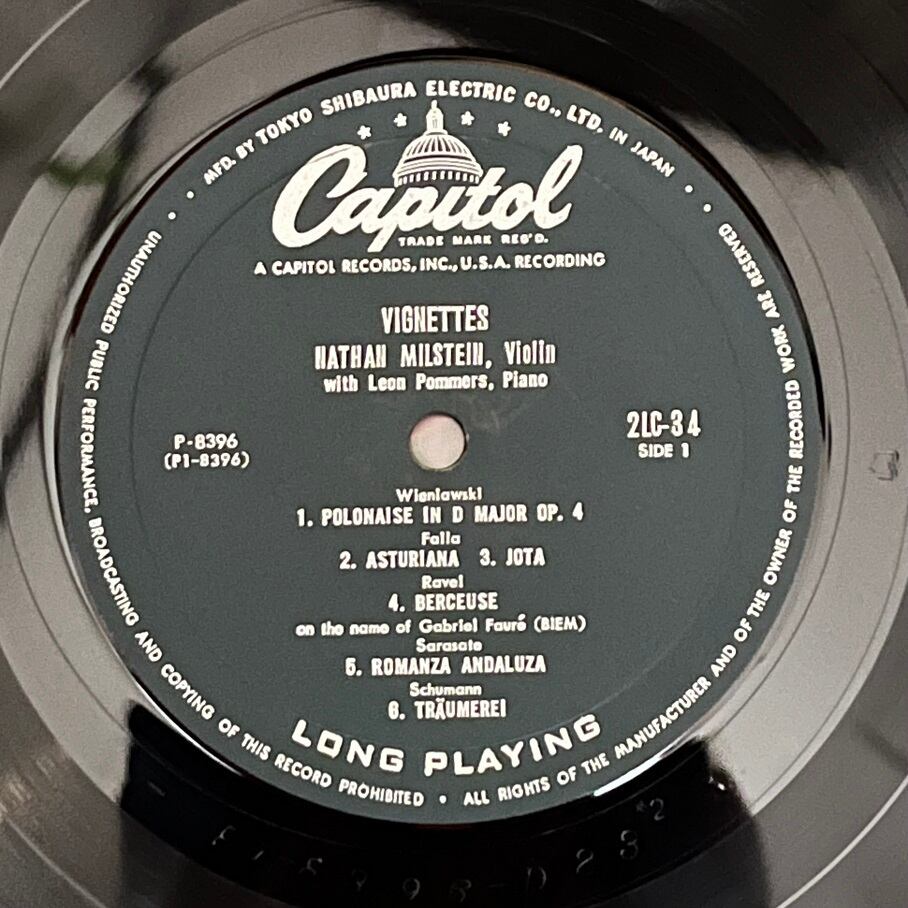 MFD. BY TOKYO SHIBAURA ELECTRIC CO., LTD. IN JAPAN
Capitol
TRADE MARK REG'D.
A CAPITOL RECORDS, INC., U.S.A. RECORDING
VIGNETTES
NATHAN MILSTEIN, Violin
with Leon Pommers, Piano
P-8396
(P1-8396)
2LC-34
SIDE 1
Wieniawski
1. POLONAISE IN D MAJOR OP. 4
Falla
2. ASTURIANA 3. JOTA
Ravel
4. BERCEUSE
on the name of Gabriel Fauré (BIEM)
Sarasate
5. ROMANZA ANDALUZA
Schumann
6. TRÄUMEREI
LONG PLAYING
UNAUTHORIZED PUBLIC PERFORMANCE, BROADCASTING AND COPYING OF THIS RECORD PROHIBITED • ALL RIGHTS OF THE MANUFACTURER AND OF THE OWNER OF THE RECORDED WORK ARE RESERVED